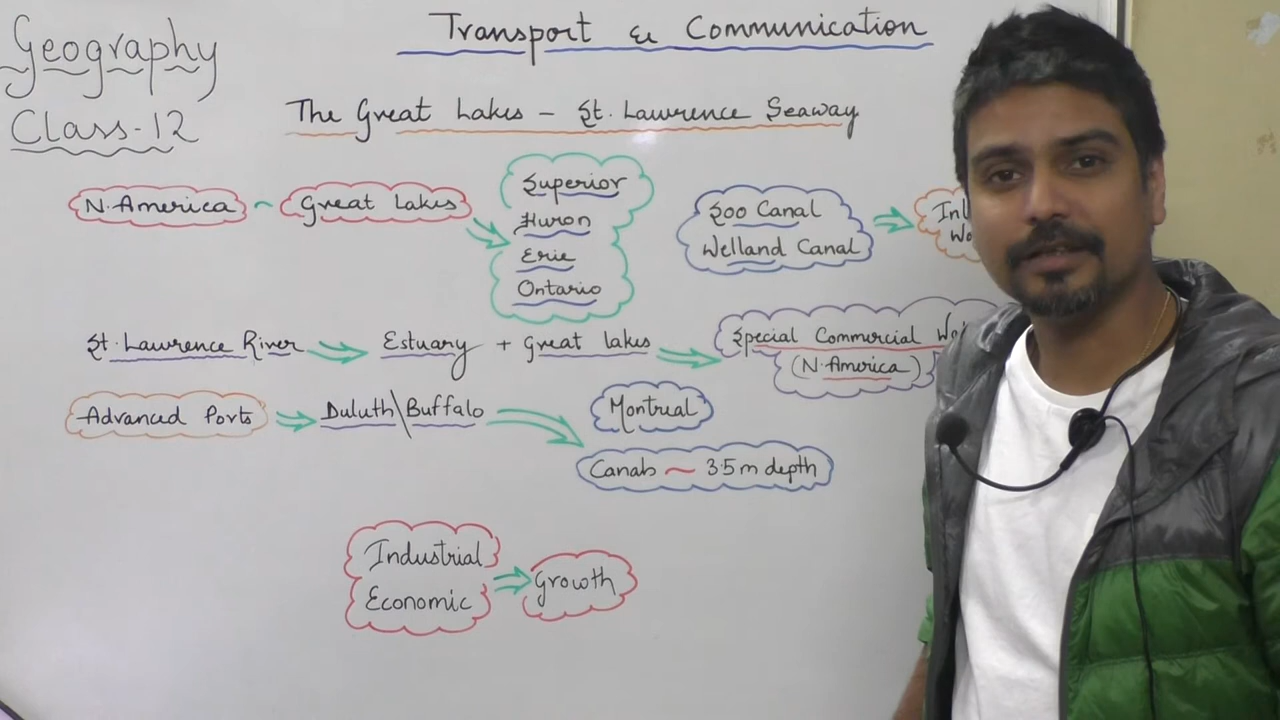 Geography
Class-12
Transport & Communication
The Great Lakes - St. Lawrence Seaway
N. America ~ Great Lakes
Superior
Huron
Erie
Ontario
Soo Canal
Welland Canal
St. Lawrence River Estuary + Great lakes
Special Commercial
(N. America)
Advanced Ports Duluth\Buffalo
Montreal
Canals ~ 3.5m depth
Industrial
Economic
Growth